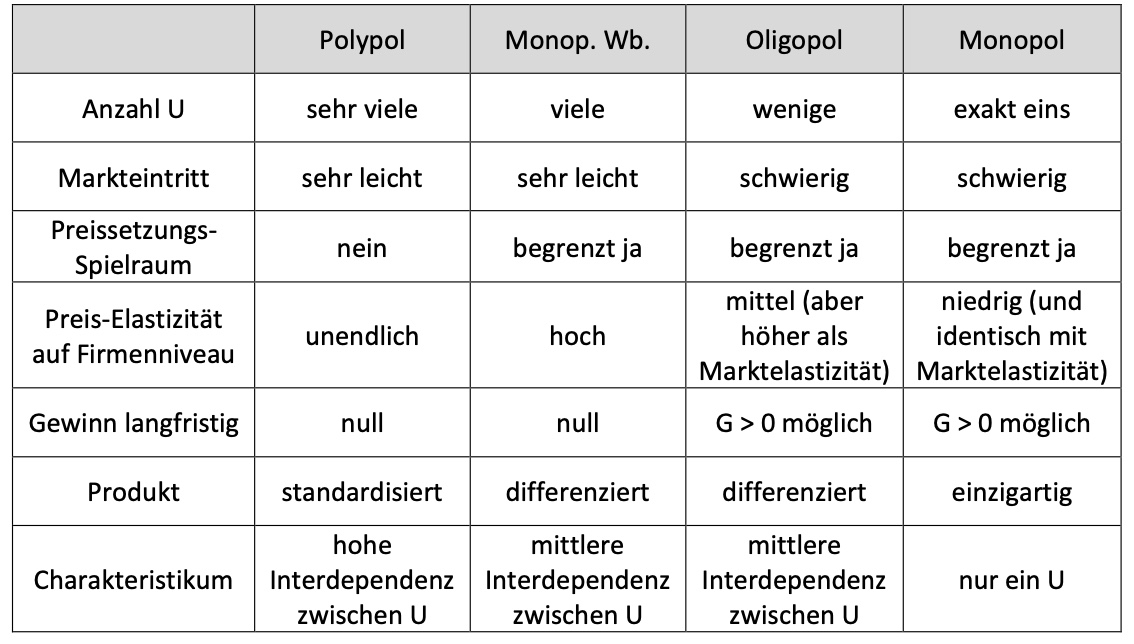 Polypol Monop. Wb. Oligopol Monopol
Anzahl U sehr viele viele wenige exakt eins
Markteintritt sehr leicht sehr leicht schwierig schwierig
Preissetzungs-
Spielraum
nein begrenzt ja begrenzt ja begrenzt ja
Preis-Elastizität
auf Firmenniveau
unendlich hoch
mittel (aber
höher als
Marktelastizität)
niedrig (und
identisch mit
Marktelastizität)
Gewinn langfristig null null G > 0 möglich G > 0 möglich
Produkt standardisiert differenziert differenziert einzigartig
Charakteristikum
hohe
Interdependenz
zwischen U
mittlere
Interdependenz
zwischen U
mittlere
Interdependenz
zwischen U
nur ein U